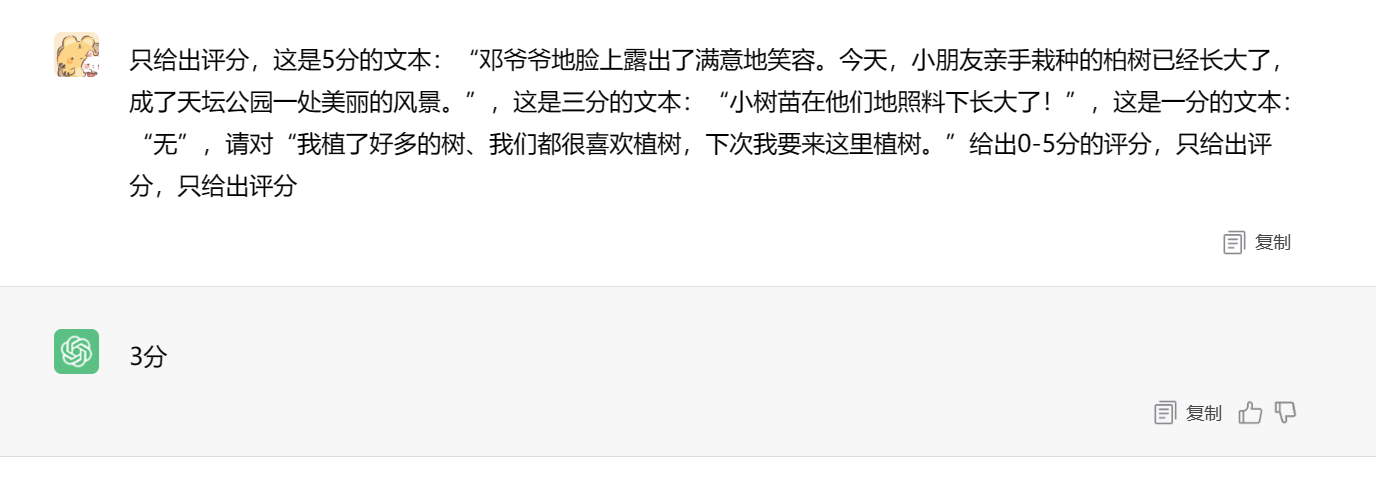 只给出评分，这是5分的文本：“邓爷爷地脸上露出了满意地笑容。今天，小朋友亲手栽种的柏树已经长大了，
成了天坛公园一处美丽的风景。”，这是三分的文本：“小树苗在他们地照料下长大了！”，这是一分的文本：
“无”，请对“我植了好多的树、我们都很喜欢植树，下次我要来这里植树。”给出0-5分的评分，只给出评
分，只给出评分
复制
3分
复制